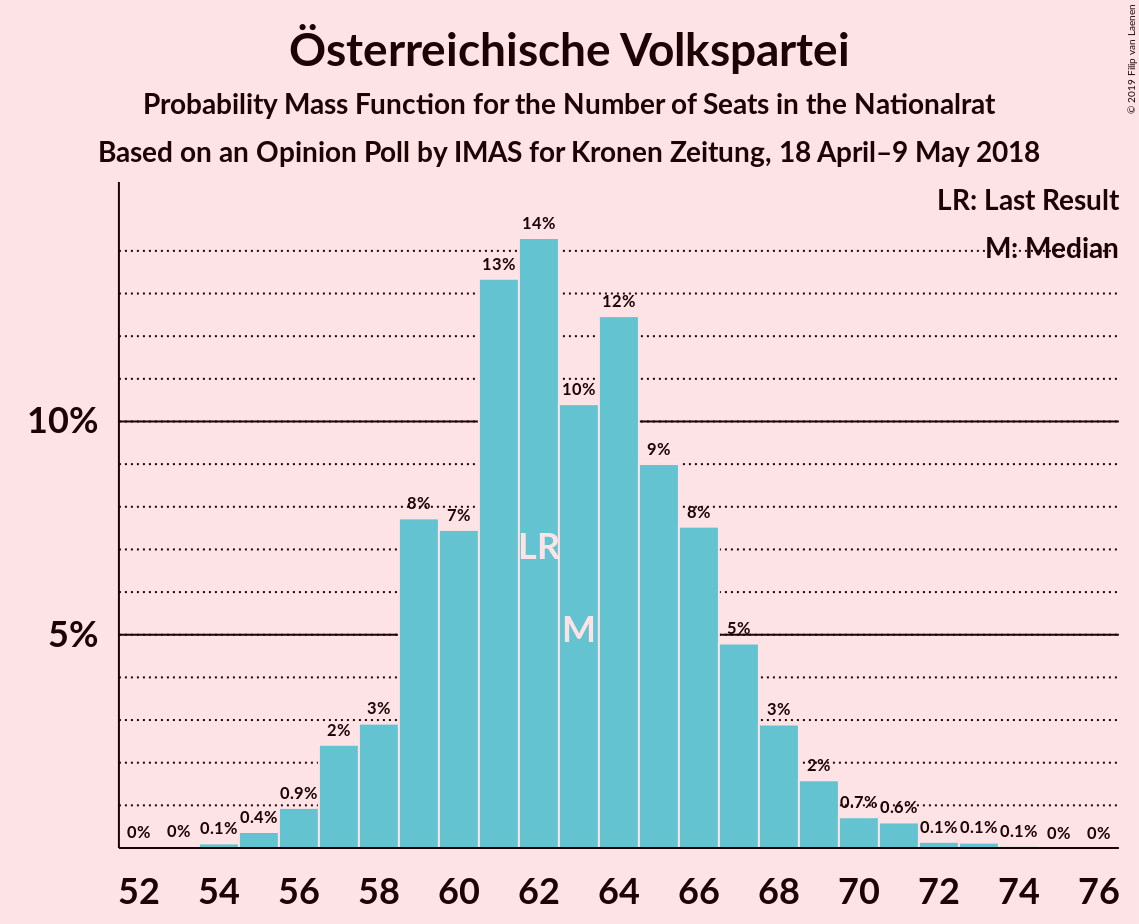 Österreichische Volkspartei
Probability Mass Function for the Number of Seats in the Nationalrat
Based on an Opinion Poll by IMAS for Kronen Zeitung, 18 April–9 May 2018
© 2019 Filip van Laenen
LR: Last Result
M: Median
10%
5%
0% 0% 0.1% 0.4% 0.9% 2% 3% 8% 7% 13% 14% 10% 12% 9% 8% 5% 3% 2% 0.7% 0.6% 0.1% 0.1% 0.1% 0% 0%
LR
M
52 54 56 58 60 62 64 66 68 70 72 74 76